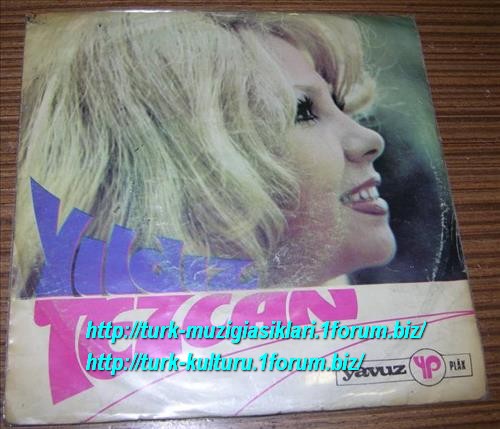 Yıldız
TEZCAN
http://turk-muzigiasiklari.1forum.biz/
http://turk-kulturu.1forum.biz/
yavuz YP PLÂK